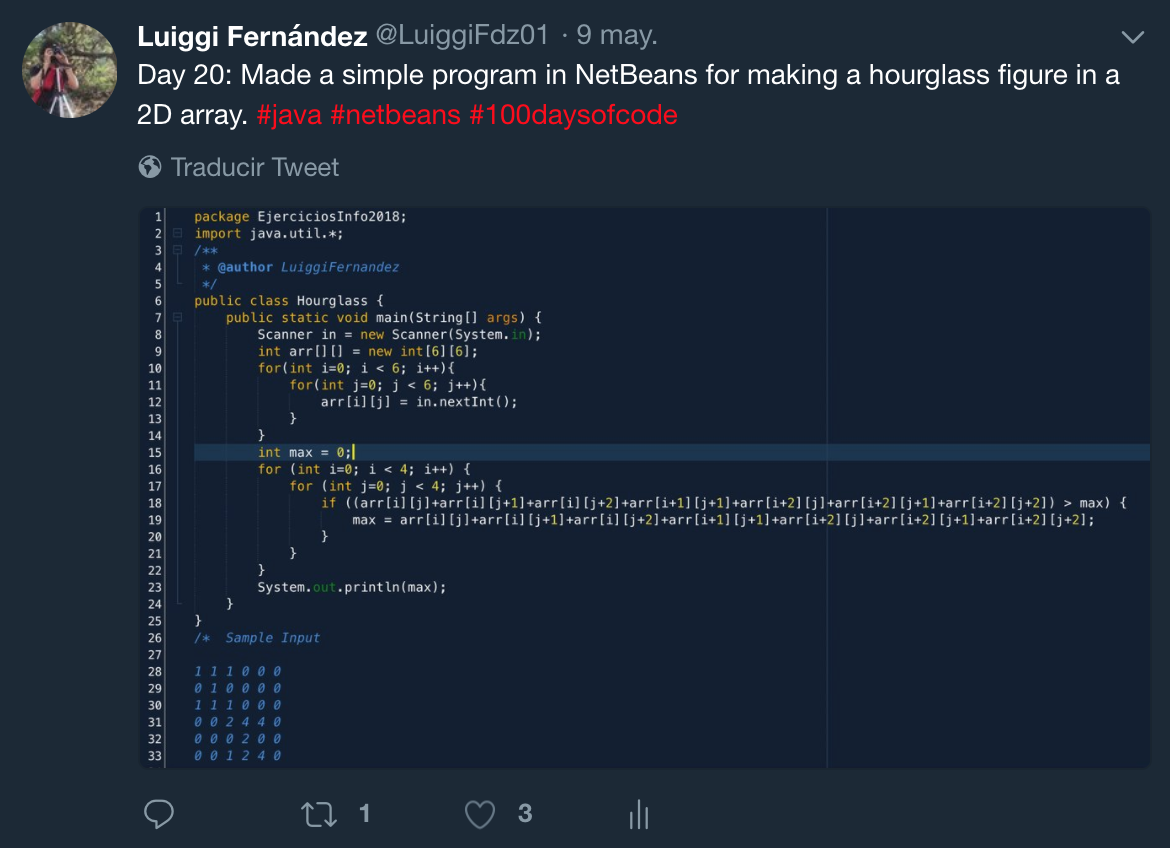 Luiggi Fernández @LuiggiFdz01 · 9 may.
Day 20: Made a simple program in NetBeans for making a hourglass figure in a
2D array. #java #netbeans #100daysofcode
Traducir Tweet
1 package EjerciciosInfo2018;
2 import java.util.*;
3 /**
4 * @author LuiggiFernandez
5 */
6 public class Hourglass {
7 public static void main(String[] args) {
8 Scanner in = new Scanner(System.in);
9 int arr[][] = new int[6][6];
10 for(int i=0; i < 6; i++){
11 for(int j=0; j < 6; j++){
12 arr[i][j] = in.nextInt();
13 }
14 }
15 int max = 0;
16 for (int i=0; i < 4; i++) {
17 for (int j=0; j < 4; j++) {
18 if ((arr[i][j]+arr[i][j+1]+arr[i][j+2]+arr[i+1][j+1]+arr[i+2][j]+arr[i+2][j+1]+arr[i+2][j+2]) > max) {
19 max = arr[i][j]+arr[i][j+1]+arr[i][j+2]+arr[i+1][j+1]+arr[i+2][j]+arr[i+2][j+1]+arr[i+2][j+2];
20 }
21 }
22 }
23 System.out.println(max);
24 }
25 }
26 /* Sample Input
27
28 1 1 1 0 0 0
29 0 1 0 0 0 0
30 1 1 1 0 0 0
31 0 0 2 4 4 0
32 0 0 0 2 0 0
33 0 0 1 2 4 0
1 3